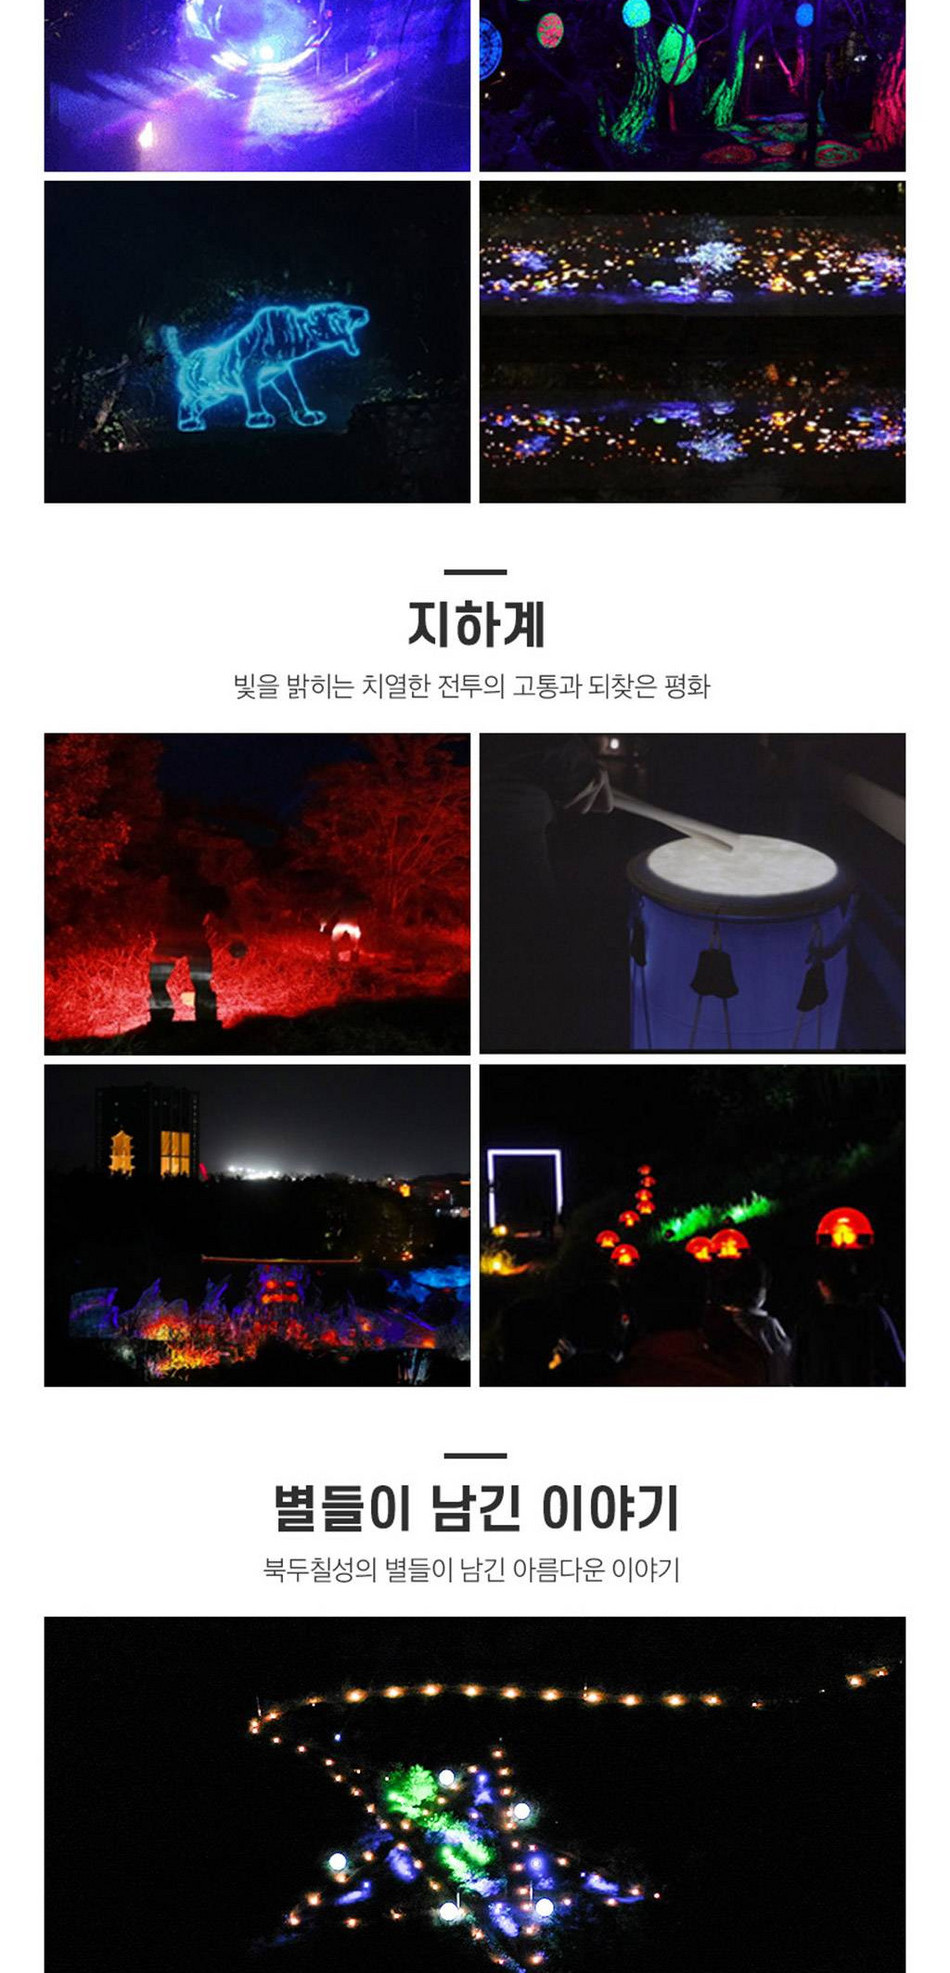 지하계
빛을 밝히는 치열한 전투의 고통과 되찾은 평화
별들이 남긴 이야기
북두칠성의 별들이 남긴 아름다운 이야기